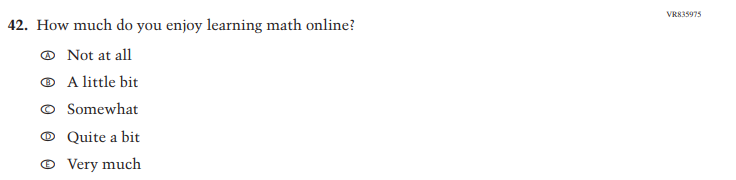 VR835975
42. How much do you enjoy learning math online?
A Not at all
B A little bit
C Somewhat
D Quite a bit
E Very much